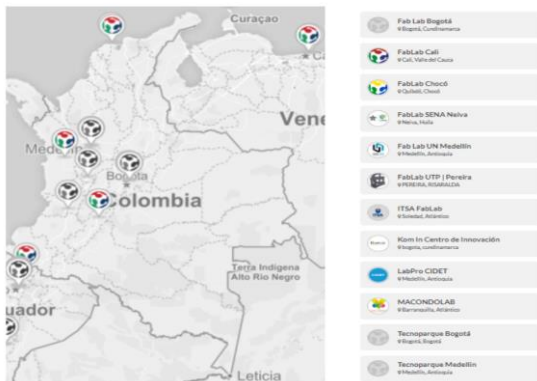 Curaçao
Vene
Mede
Bogotá
Colombia
Terra Indígena
Alto Rio Negro
uador
Leticia
Fab Lab Bogotá
Bogotá, Cundinamarca
FabLab Cali
Cali, Valle del Cauca
FabLab Chocó
Quibdó, Chocó
FabLab SENA Neiva
Neiva, Huila
Fab Lab UN Medellín
Medellín, Antioquia
FabLab UTP | Pereira
PEREIRA, RISARALDA
ITSA FabLab
Soledad, Atlántico
Kom In Centro de Innovación
bogota, cundinamarca
LabPro CIDET
Medellín, Antioquia
MACONDOLAB
Barranquilla, Atlántico
Tecnoparque Bogotá
Bogotá, Bogotá
Tecnoparque Medellín
Medellín, Antioquia